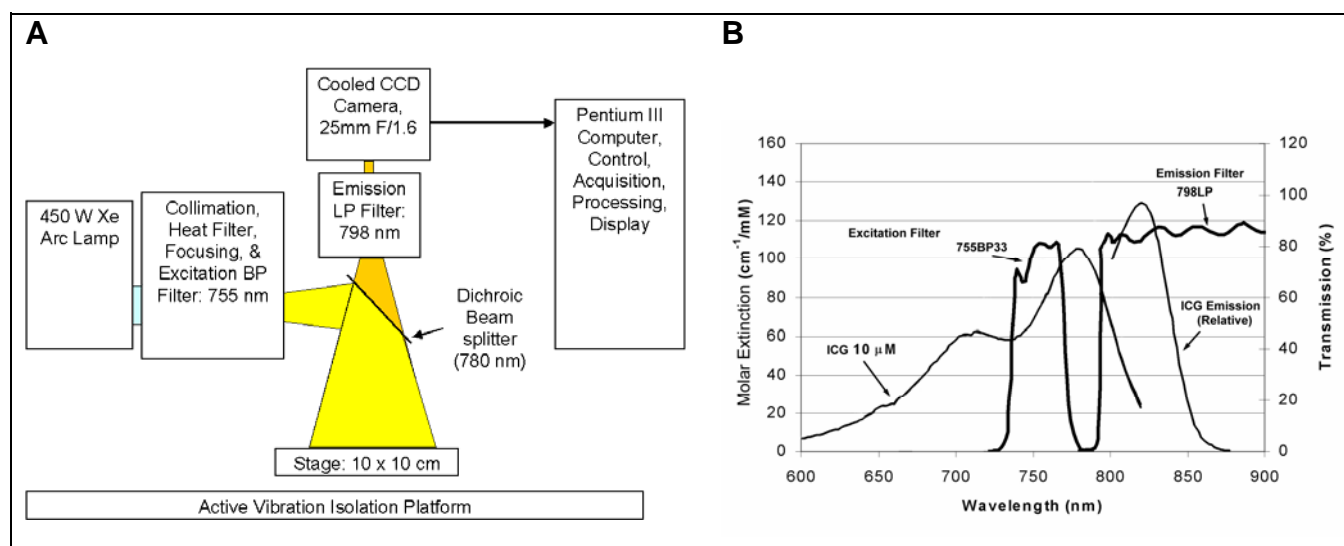 A
Cooled CCD
Camera,
25mm F/1.6
Pentium III
Computer,
Control,
Acquisition,
Processing,
Display
Emission
LP Filter:
798 nm
450 W Xe
Arc Lamp
Collimation,
Heat Filter,
Focusing, &
Excitation BP
Filter: 755 nm
Dichroic
Beam
splitter
(780 nm)
Stage: 10 x 10 cm
Active Vibration Isolation Platform
B
Molar Extinction (cm⁻¹/mM)
160
140
120
100
80
60
40
20
0
Transmission (%)
120
100
80
60
40
20
0
Emission Filter
798LP
Excitation Filter
755BP33
ICG Emission
(Relative)
ICG 10 µM
600 650 700 750 800 850 900
Wavelength (nm)